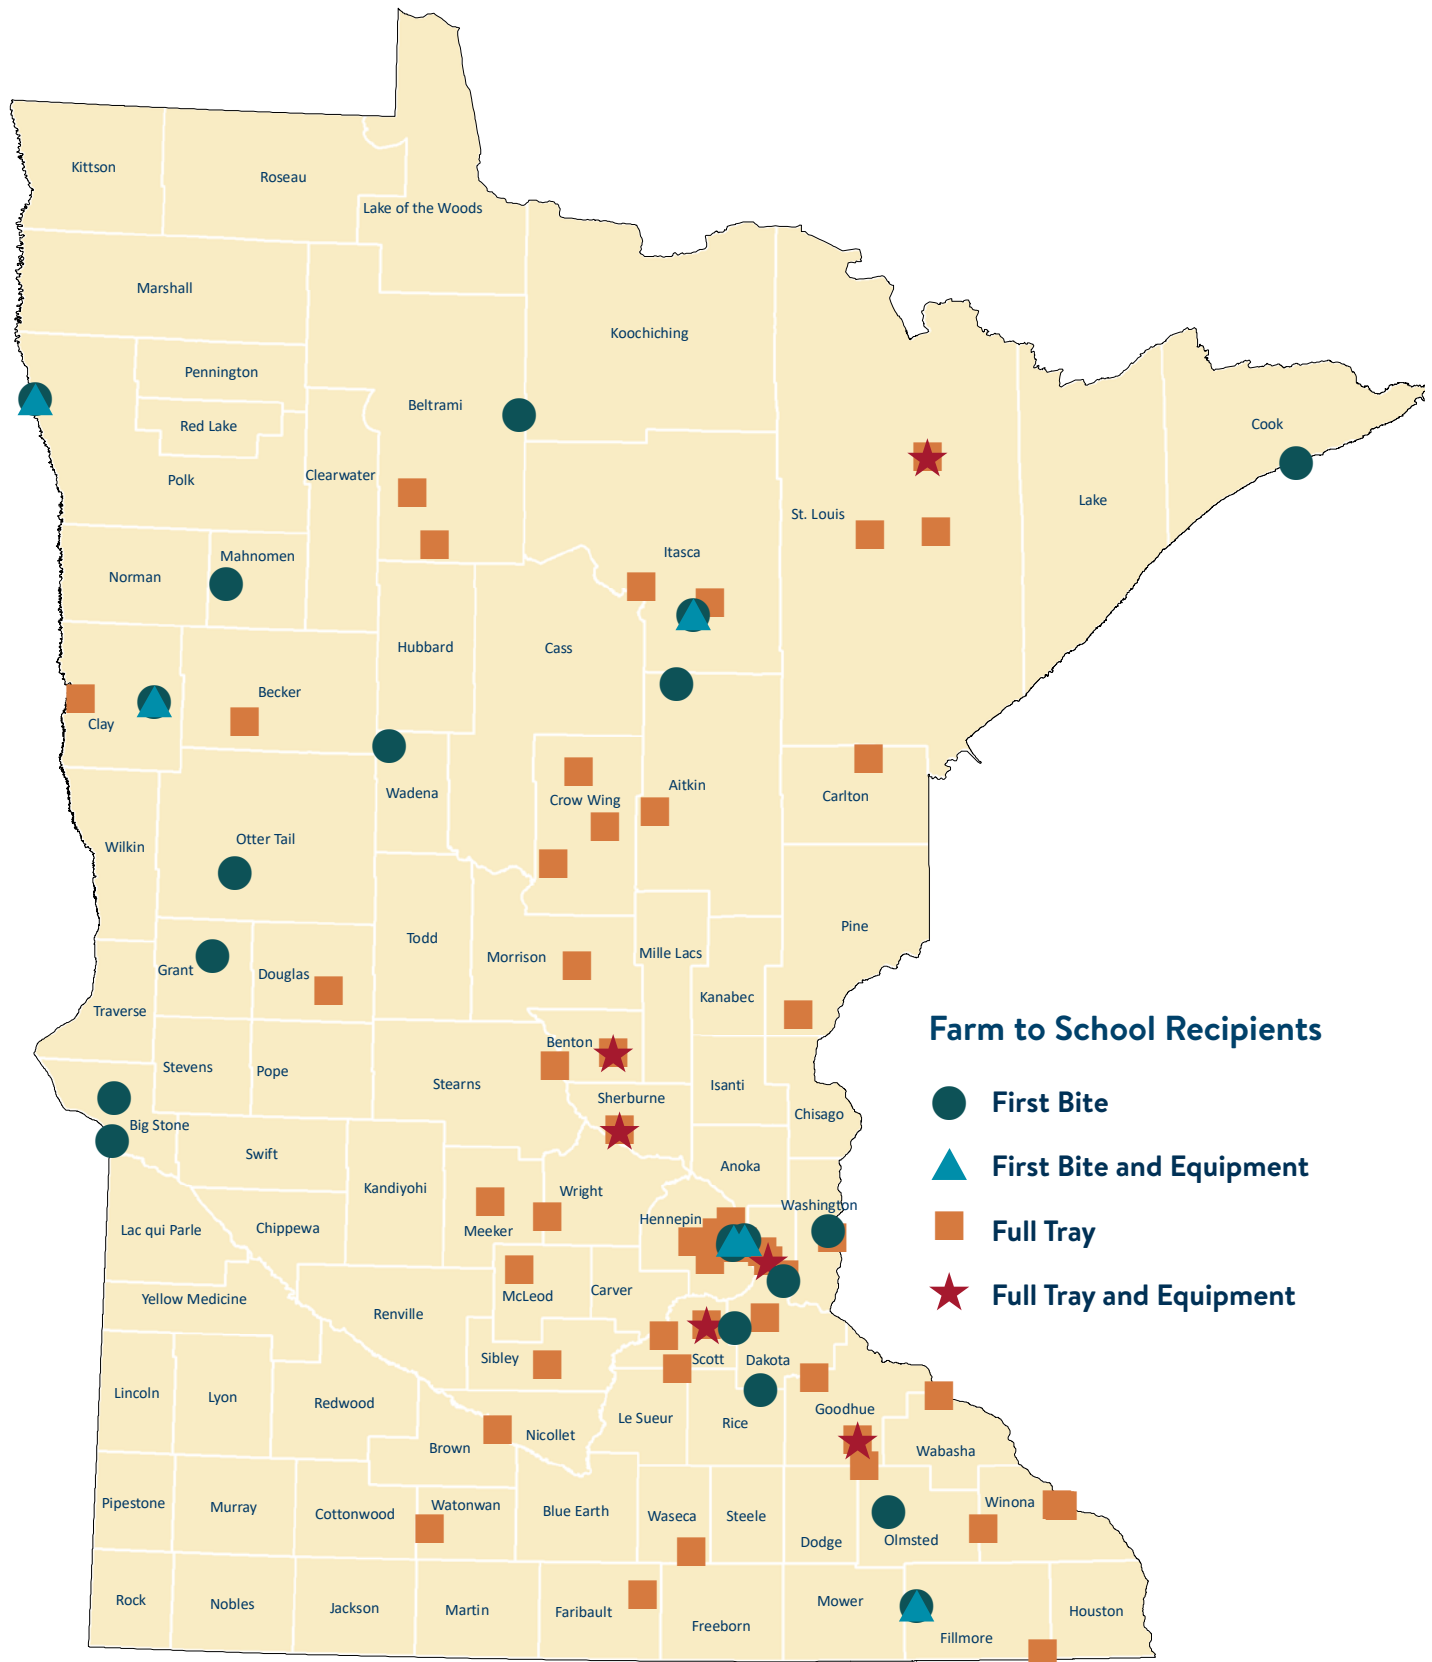 Kittson
Roseau
Lake of the Woods
Marshall
Koochiching
Pennington
Beltrami
Red Lake
Cook
Clearwater
Polk
Lake
St. Louis
Itasca
Mahnomen
Norman
Hubbard
Cass
Becker
Clay
Aitkin
Wadena
Crow Wing
Carlton
Otter Tail
Wilkin
Pine
Todd
Mille Lacs
Morrison
Grant
Douglas
Kanabec
Traverse
Farm to School Recipients
Benton
Stevens
Pope
Stearns
Isanti
Sherburne
First Bite
Chisago
Big Stone
Swift
Anoka
First Bite and Equipment
Kandiyohi
Wright
Washington
Hennepin
Lac qui Parle
Chippewa
Meeker
Full Tray
Carver
McLeod
Full Tray and Equipment
Yellow Medicine
Renville
Sibley
Scott
Dakota
Lincoln
Lyon
Redwood
Goodhue
Le Sueur
Rice
Nicollet
Brown
Wabasha
Pipestone
Murray
Watonwan
Winona
Cottonwood
Blue Earth
Waseca
Steele
Dodge
Olmsted
Rock
Nobles
Jackson
Martin
Faribault
Mower
Houston
Freeborn
Fillmore